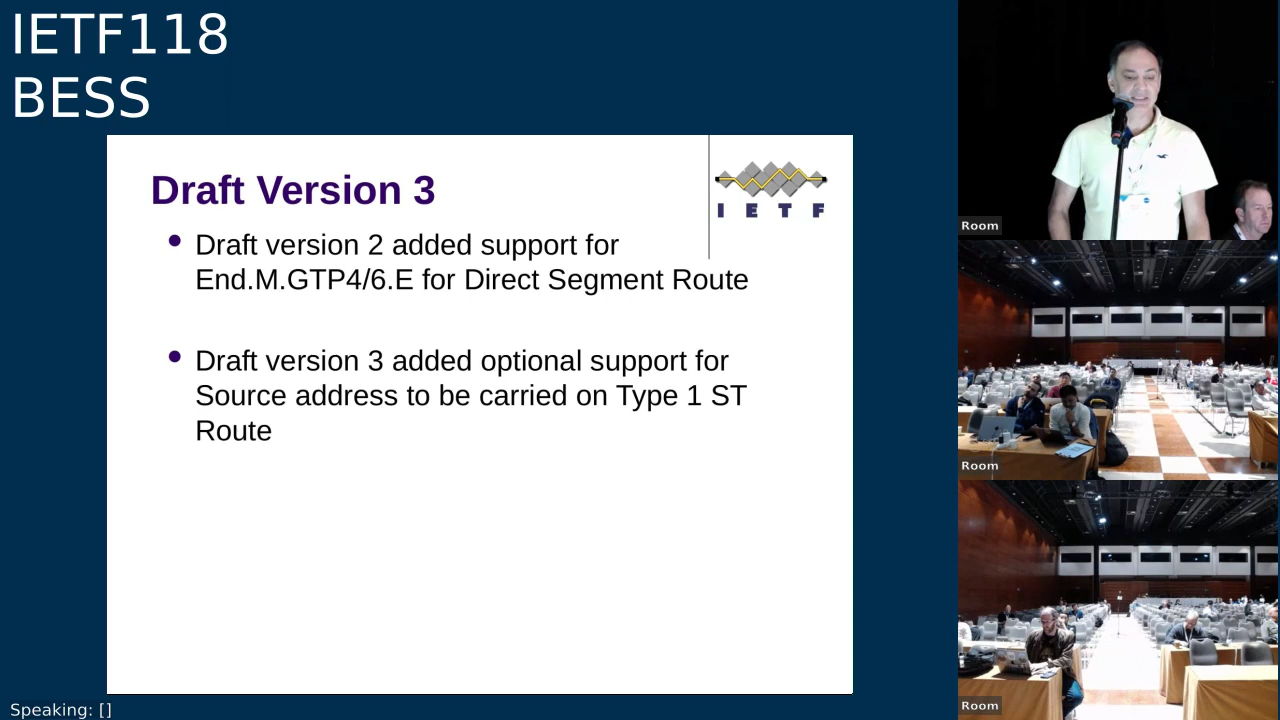 IETF118
BESS
Draft Version 3
I E T F
Draft version 2 added support for
End.M.GTP4/6.E for Direct Segment Route
Draft version 3 added optional support for
Source address to be carried on Type 1 ST
Route
Room
Room
Room
Speaking: []